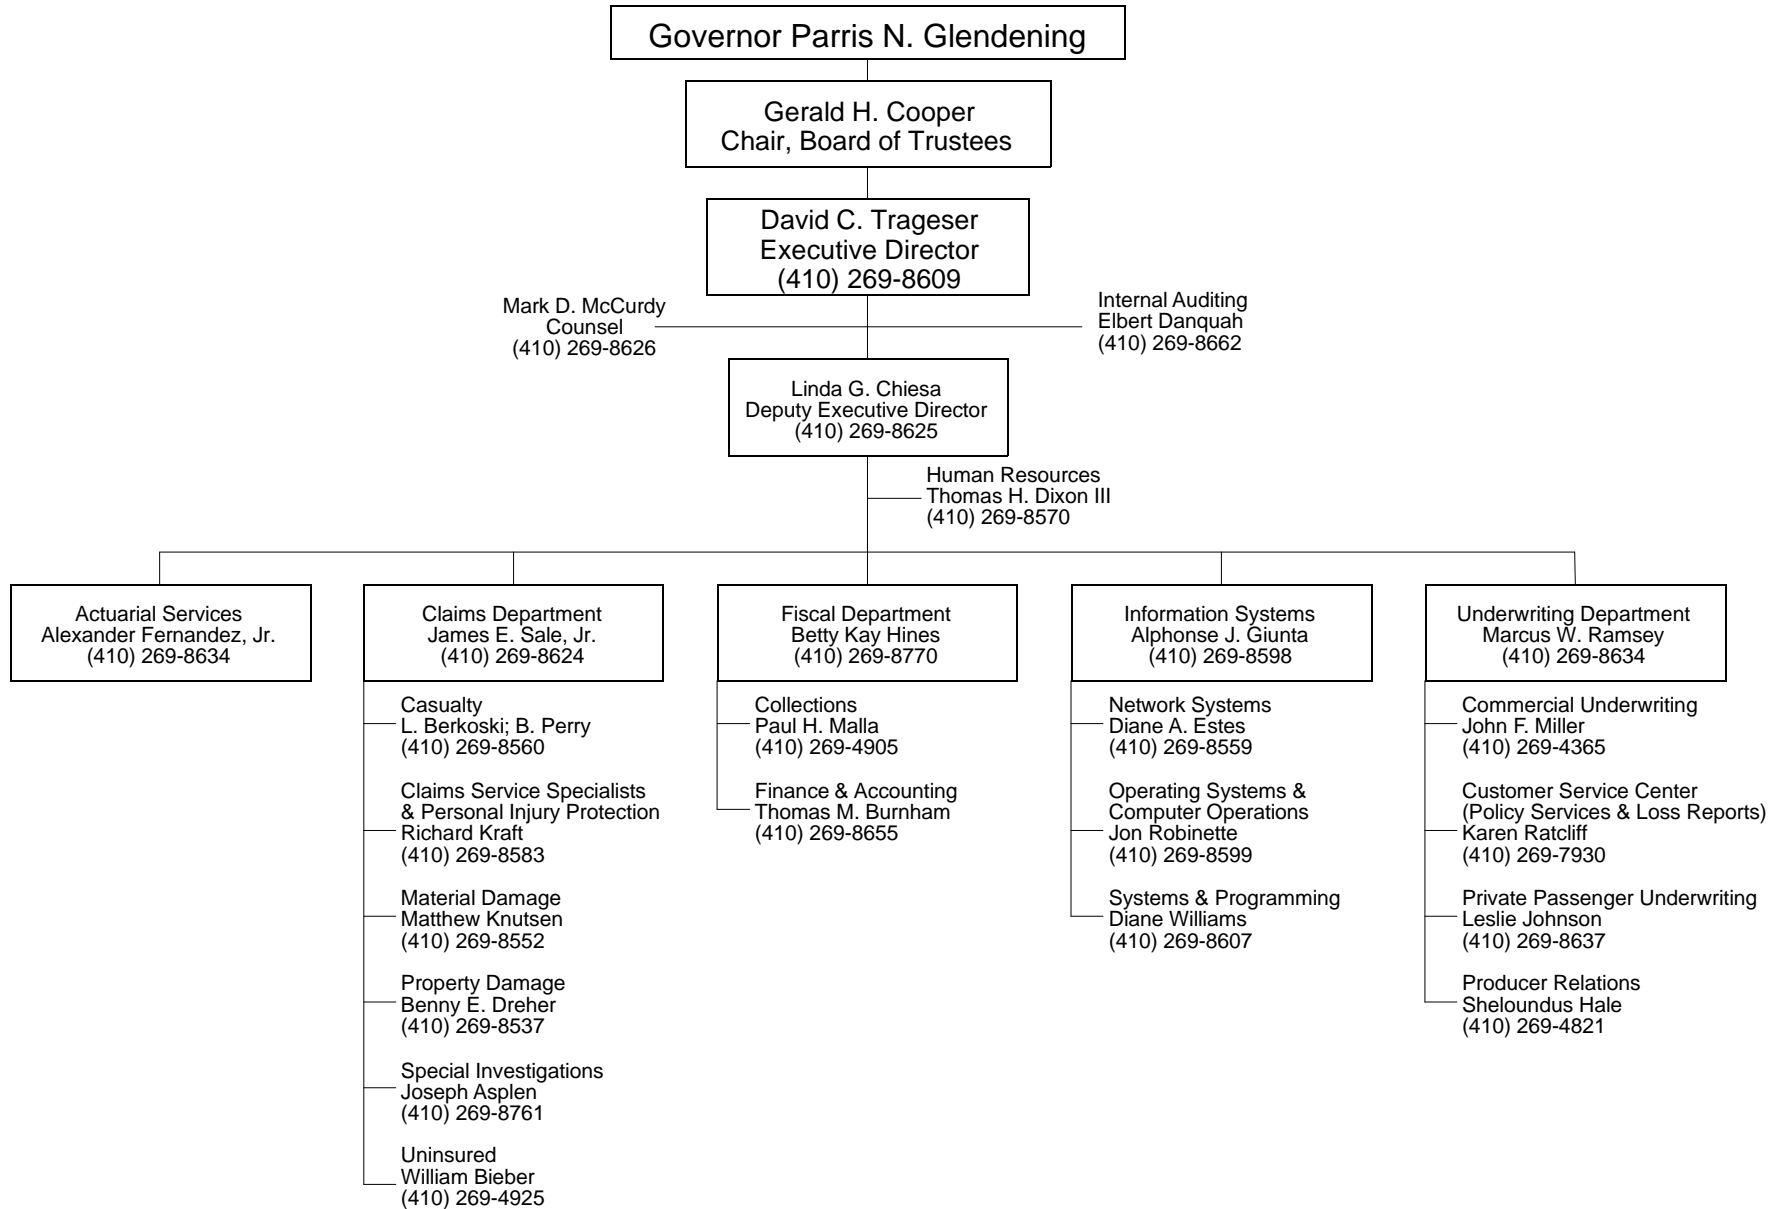 Governor Parris N. Glendening
Gerald H. Cooper
Chair, Board of Trustees
David C. Trageser
Executive Director
(410) 269-8609
Mark D. McCurdy
Counsel
(410) 269-8626
Internal Auditing
Elbert Danquah
(410) 269-8662
Linda G. Chiesa
Deputy Executive Director
(410) 269-8625
Human Resources
Thomas H. Dixon III
(410) 269-8570
Actuarial Services
Alexander Fernandez, Jr.
(410) 269-8634
Claims Department
James E. Sale, Jr.
(410) 269-8624
Casualty
L. Berkoski; B. Perry
(410) 269-8560
Claims Service Specialists
& Personal Injury Protection
Richard Kraft
(410) 269-8583
Material Damage
Matthew Knutsen
(410) 269-8552
Property Damage
Benny E. Dreher
(410) 269-8537
Special Investigations
Joseph Asplen
(410) 269-8761
Uninsured
William Bieber
(410) 269-4925
Fiscal Department
Betty Kay Hines
(410) 269-8770
Collections
Paul H. Malla
(410) 269-4905
Finance & Accounting
Thomas M. Burnham
(410) 269-8655
Information Systems
Alphonse J. Giunta
(410) 269-8598
Network Systems
Diane A. Estes
(410) 269-8559
Operating Systems &
Computer Operations
Jon Robinette
(410) 269-8599
Systems & Programming
Diane Williams
(410) 269-8607
Underwriting Department
Marcus W. Ramsey
(410) 269-8634
Commercial Underwriting
John F. Miller
(410) 269-4365
Customer Service Center
(Policy Services & Loss Reports)
Karen Ratcliff
(410) 269-7930
Private Passenger Underwriting
Leslie Johnson
(410) 269-8637
Producer Relations
Sheloundus Hale
(410) 269-4821